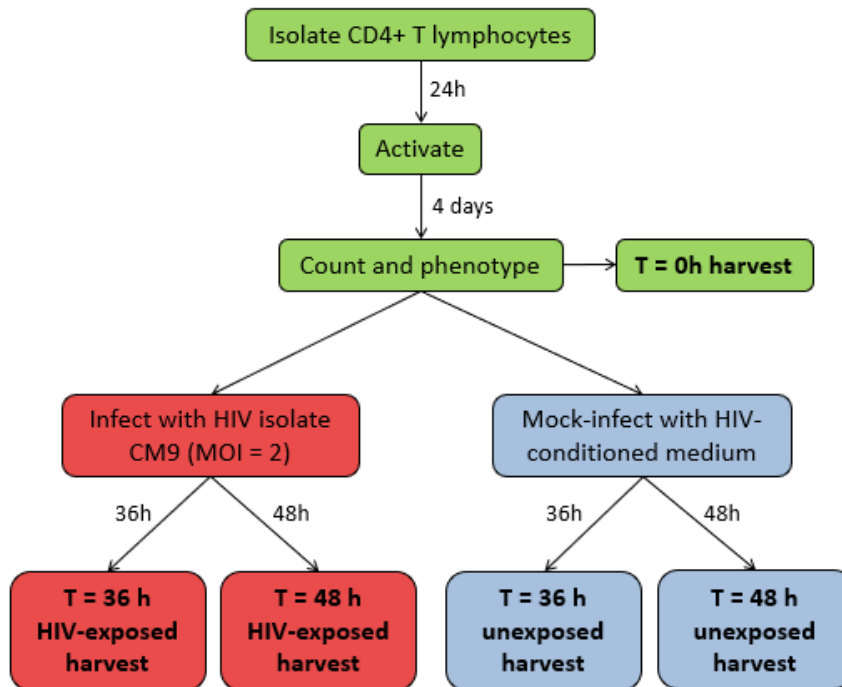 Isolate CD4+ T lymphocytes
24h
Activate
4 days
Count and phenotype
T = 0h harvest
Infect with HIV isolate
CM9 (MOI = 2)
Mock-infect with HIV-
conditioned medium
36h
48h
36h
48h
T = 36 h
HIV-exposed
harvest
T = 48 h
HIV-exposed
harvest
T = 36 h
unexposed
harvest
T = 48 h
unexposed
harvest